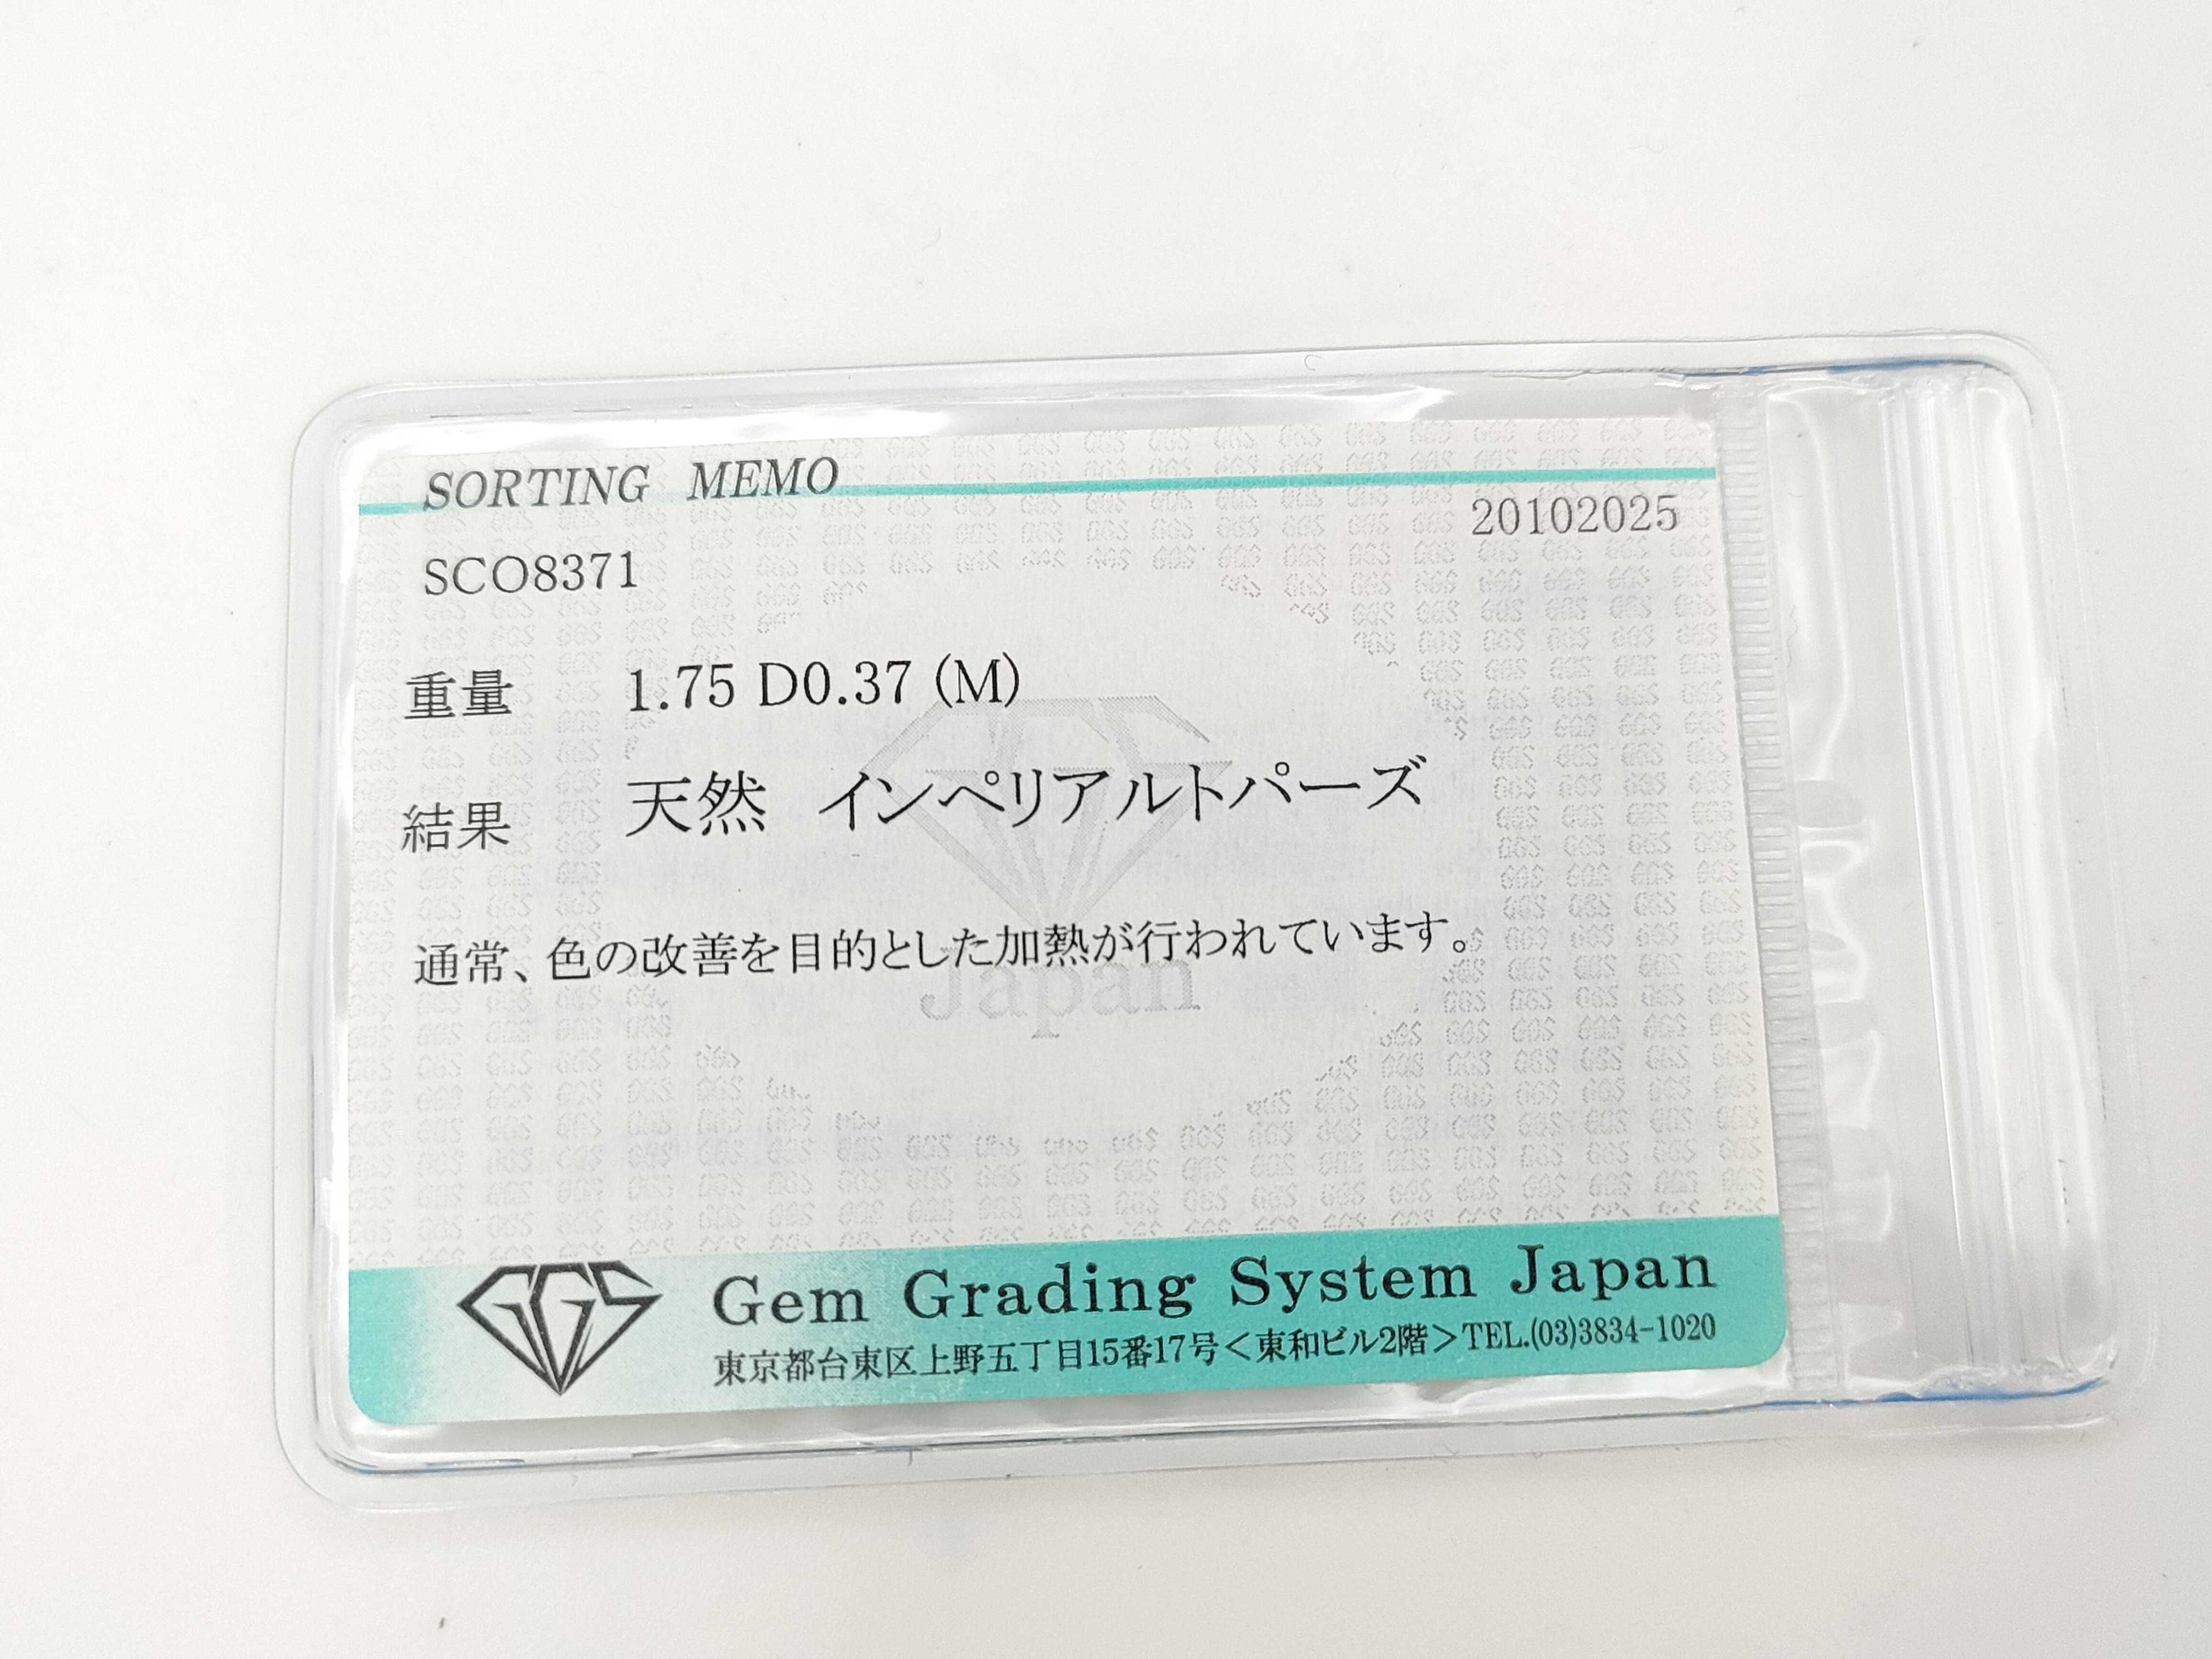 SORTING MEMO
20102025
SCO8371
重量 1.75 D0.37 (M)
結果 天然 インペリアルトパーズ
通常、色の改善を目的とした加熱が行われています。
Japan
GGS Gem Grading System Japan
東京都台東区上野五丁目15番17号<東和ビル2階>TEL.(03)3834-1020